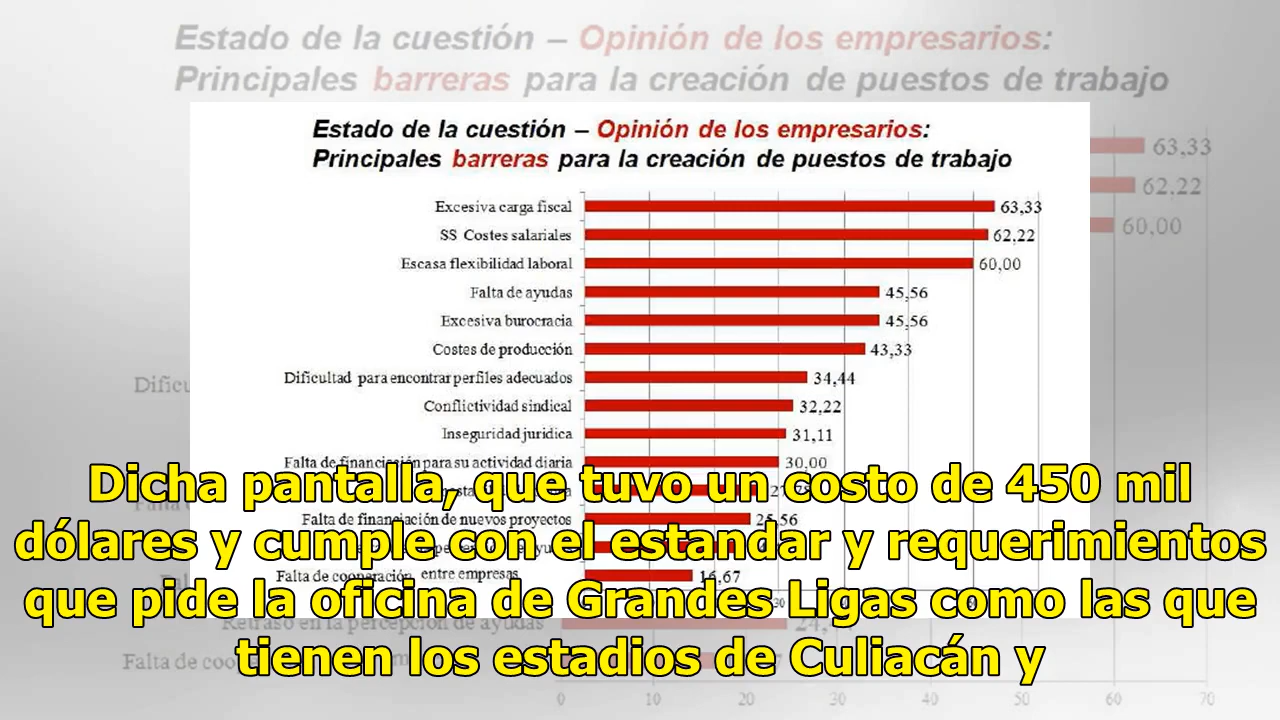 Estado de la cuestión – Opinión de los empresarios:
Principales barreras para la creación de puestos de trabajo
Estado de la cuestión – Opinión de los empresarios:
Principales barreras para la creación de puestos de trabajo
63,33
62,22
60,00
Excesiva carga fiscal 63,33
SS Costes salariales 62,22
Escasa flexibilidad laboral 60,00
Falta de ayudas 45,56
Excesiva burocracia 45,56
Costes de producción 43,33
Dificultad para encontrar perfiles adecuados 34,44
Conflictividad sindical 32,22
Inseguridad jurídica 31,11
Falta de financiación para su actividad diaria 30,00
Falta de financiación de nuevos proyectos 25,56
Falta de cooperación entre empresas 16,67
Dicha pantalla, que tuvo un costo de 450 mil
dólares y cumple con el estandar y requerimientos
que pide la oficina de Grandes Ligas como las que
tienen los estadios de Culiacán y
Retraso en la percepción de ayudas
0 10 20 30 40 50 60 70